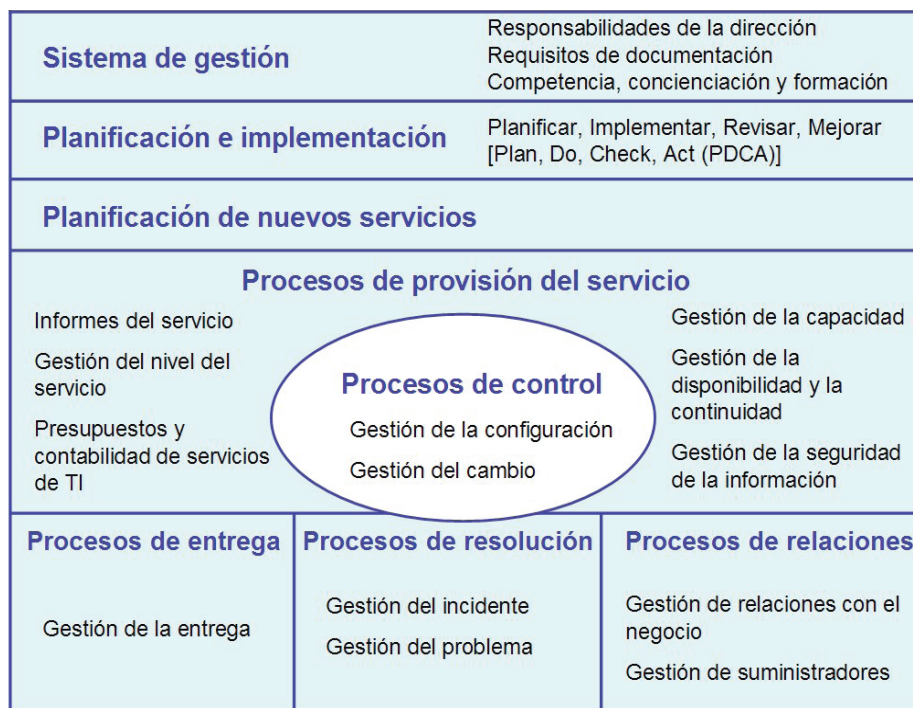 Sistema de gestión
Responsabilidades de la dirección
Requisitos de documentación
Competencia, concienciación y formación
Planificación e implementación
Planificar, Implementar, Revisar, Mejorar
[Plan, Do, Check, Act (PDCA)]
Planificación de nuevos servicios
Procesos de provisión del servicio
Informes del servicio
Gestión del nivel del
servicio
Presupuestos y
contabilidad de servicios
de TI
Procesos de control
Gestión de la configuración
Gestión del cambio
Gestión de la capacidad
Gestión de la
disponibilidad y la
continuidad
Gestión de la seguridad
de la información
Procesos de entrega
Gestión de la entrega
Procesos de resolución
Gestión del incidente
Gestión del problema
Procesos de relaciones
Gestión de relaciones con el
negocio
Gestión de suministradores